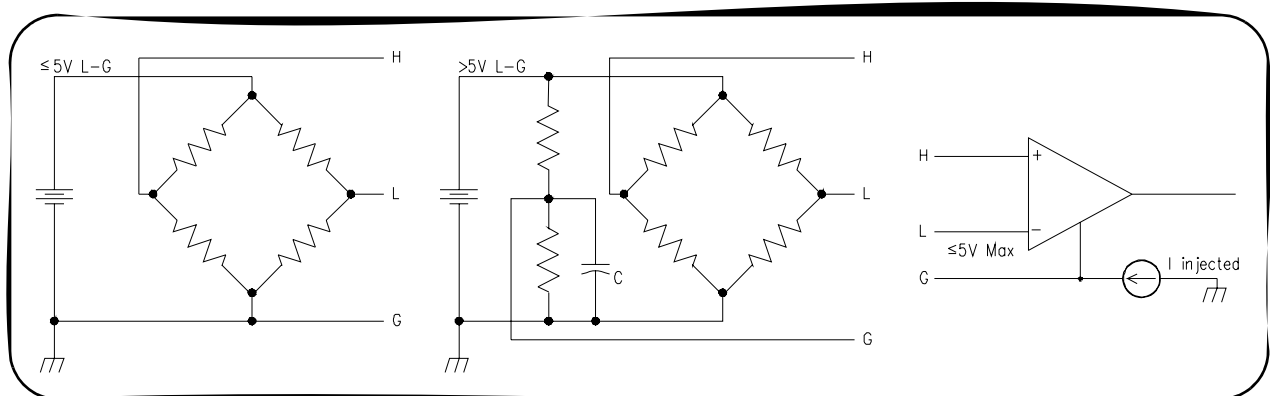 ≤5V L-G
H
L
G
>5V L-G
H
L
C
G
H
+
L
−
≤5V Max
G
I injected